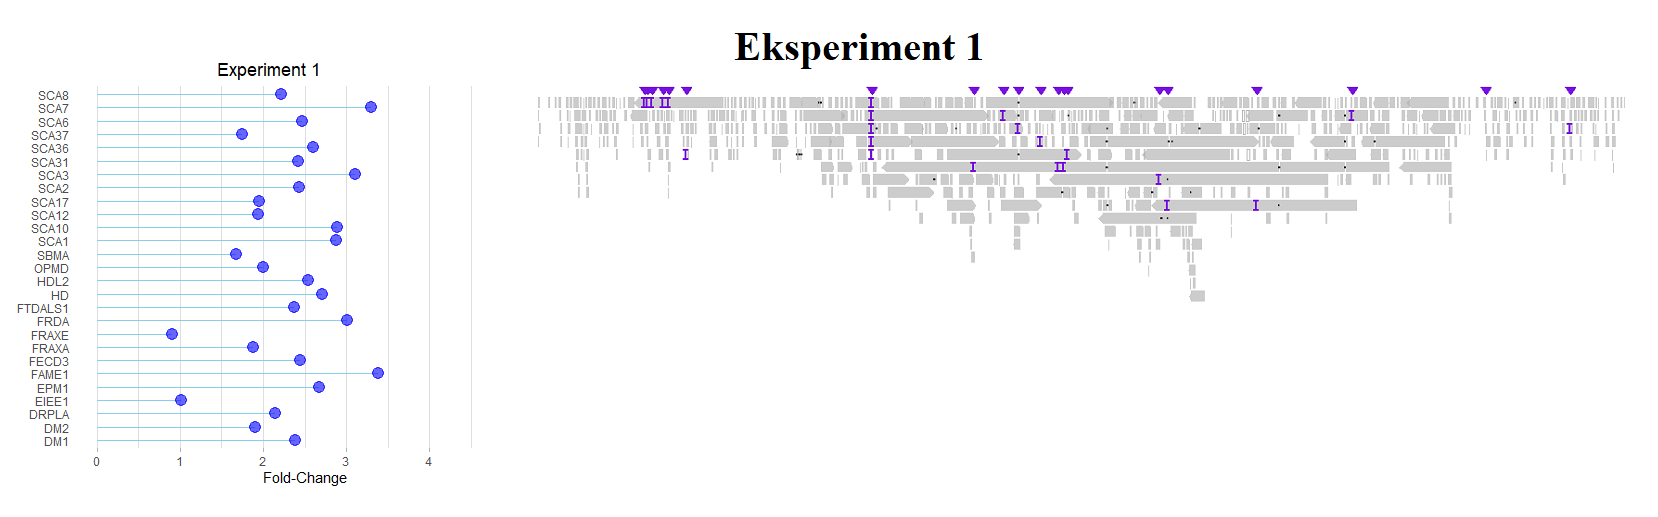 Eksperiment 1
Experiment 1
SCA8
SCA7
SCA6
SCA37
SCA36
SCA31
SCA3
SCA2
SCA17
SCA12
SCA10
SCA1
SBMA
OPMD
HDL2
HD
FTDALS1
FRDA
FRAXE
FRAXA
FECD3
FAME1
EPM1
EIEE1
DRPLA
DM2
DM1
0 1 2 3 4
Fold-Change